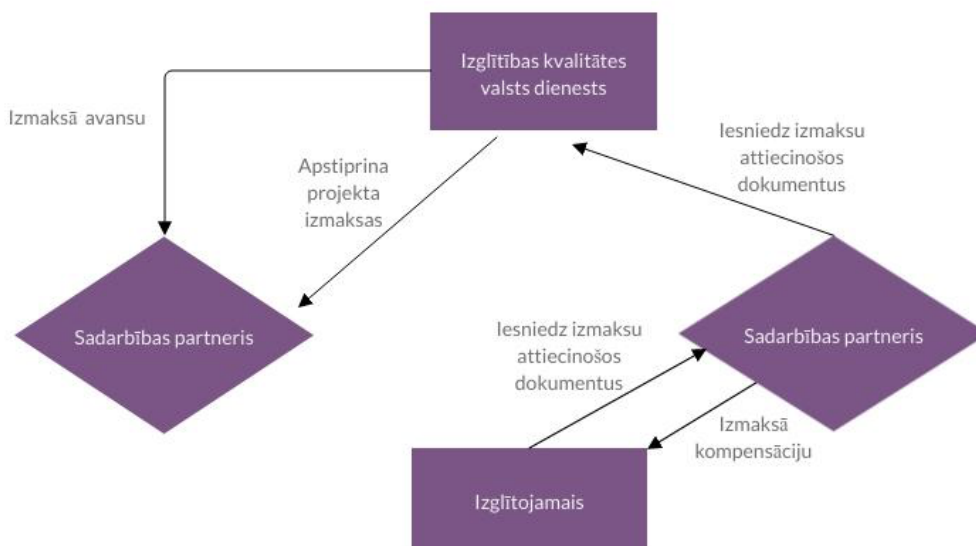 Izglītības kvalitātes
valsts dienests
Izmaksā avansu
Iesniedz izmaksu
attiecinošos
dokumentus
Apstiprina
projekta
izmaksas
Sadarbības partneris
Sadarbības partneris
Iesniedz izmaksu
attiecinošos
dokumentus
Izmaksā
kompensāciju
Izglītojamais